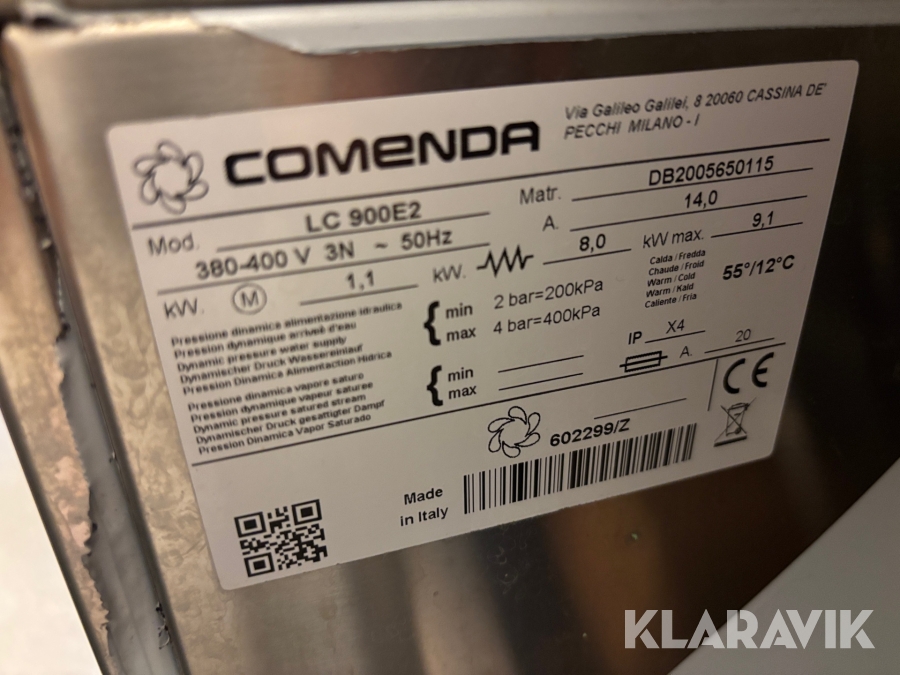 COMENDA
Via Galileo Galilei, 8 20060 CASSINA DE'
PECCHI MILANO - I
Mod. LC 900E2
Matr. DB2005650115
380-400 V 3N ~ 50Hz
A. 14,0
kW. M 1,1
kW. 8,0
kW max. 9,1
Pressione dinamica alimentazione idraulica
Pression dynamique arriveé d'eau
Dynamic pressure water supply
Dynamischer Druck Wassereinlauf
Pression Dinamica Alimentaction Hidrica
{ min 2 bar=200kPa
max 4 bar=400kPa
Calda / Fredda
Chaude / Froid
Warm / Cold
Warm / Kald
Caliente / Fria
55°/12°C
IP X4
A. 20
Pressione dinamica vapore saturo
Pression dynamique vapeur saturee
Dynamic pressure satured stream
Dynamischer Druck gesattigter Dampf
Pression Dinamica Vapor Saturado
{ min
max
CE
602299/Z
Made
in Italy
KLARAVIK